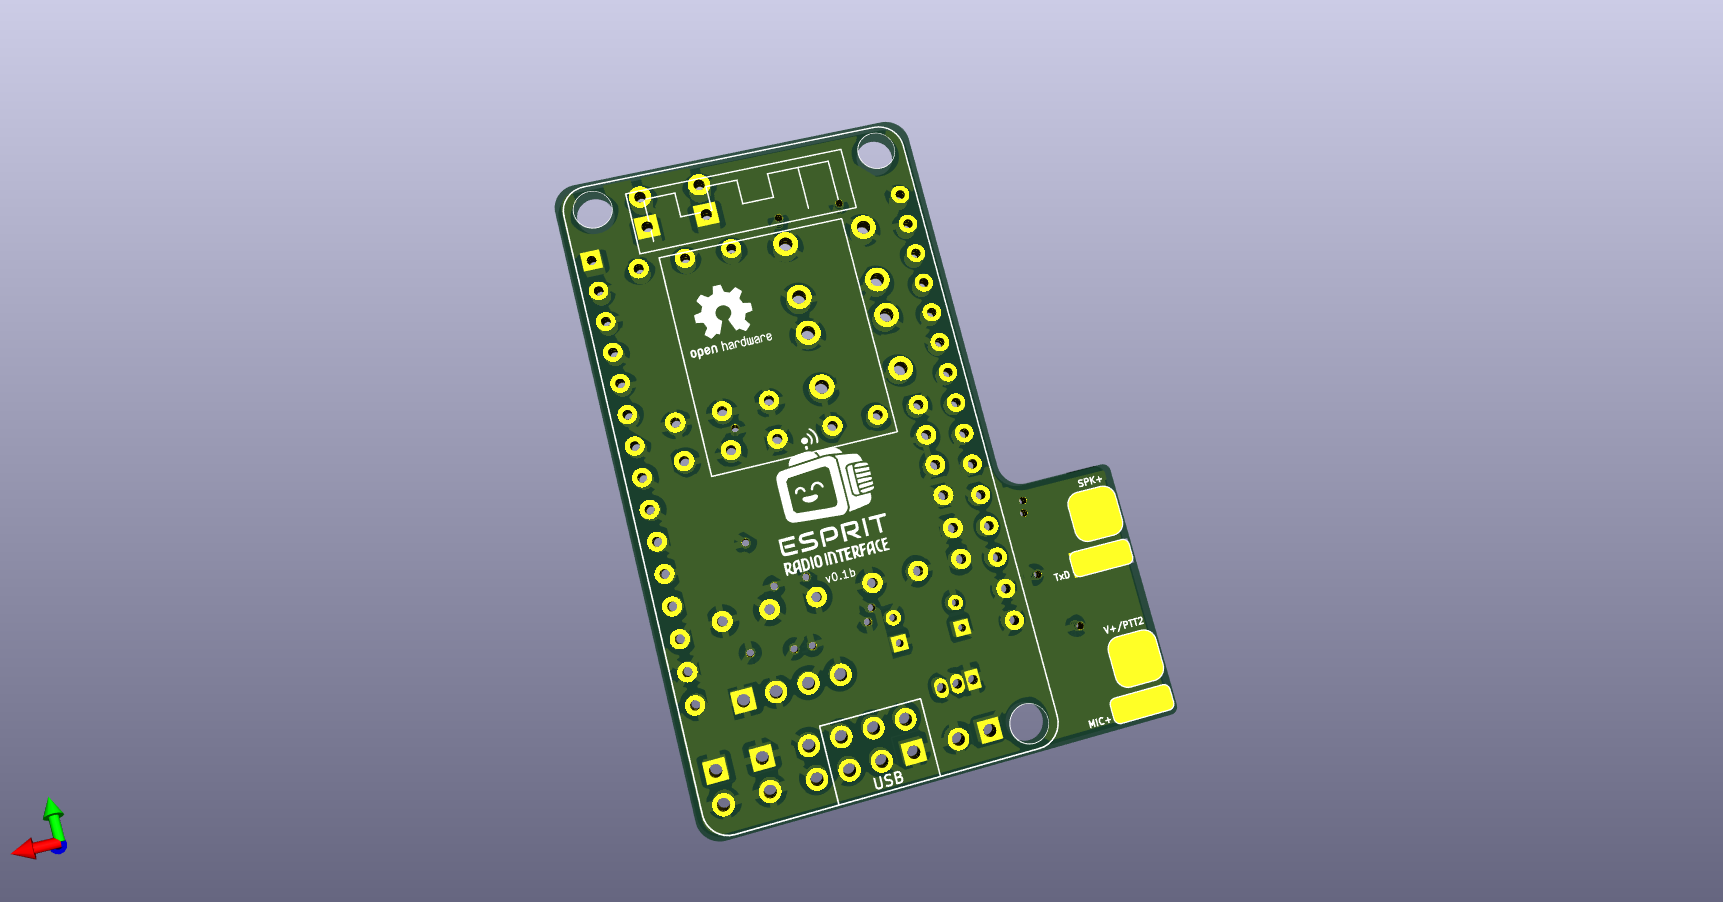 open hardware
ESPRIT
RADIO INTERFACE
v0.1b
SPK+
TxD
V+/PTT2
MIC+
USB